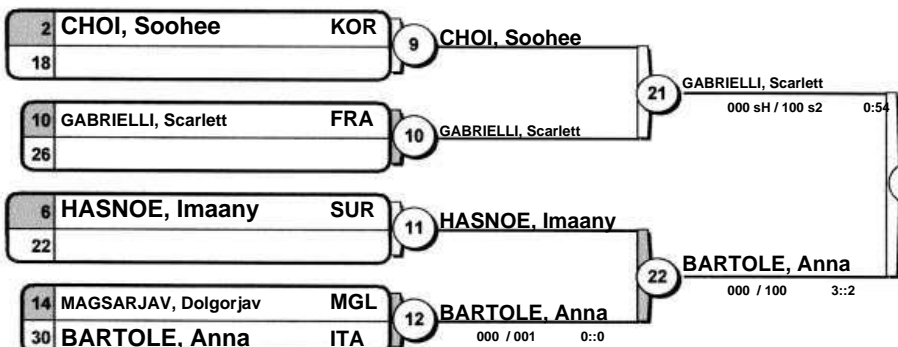 2 CHOI, Soohee KOR
18
9 CHOI, Soohee
10 GABRIELLI, Scarlett FRA
26
10 GABRIELLI, Scarlett
21 GABRIELLI, Scarlett
000 sH / 100 s2 0:54
6 HASNOE, Imaany SUR
22
11 HASNOE, Imaany
14 MAGSARJAV, Dolgorjav MGL
30 BARTOLE, Anna ITA
12 BARTOLE, Anna
000 / 001 0::0
22 BARTOLE, Anna
000 / 100 3::2